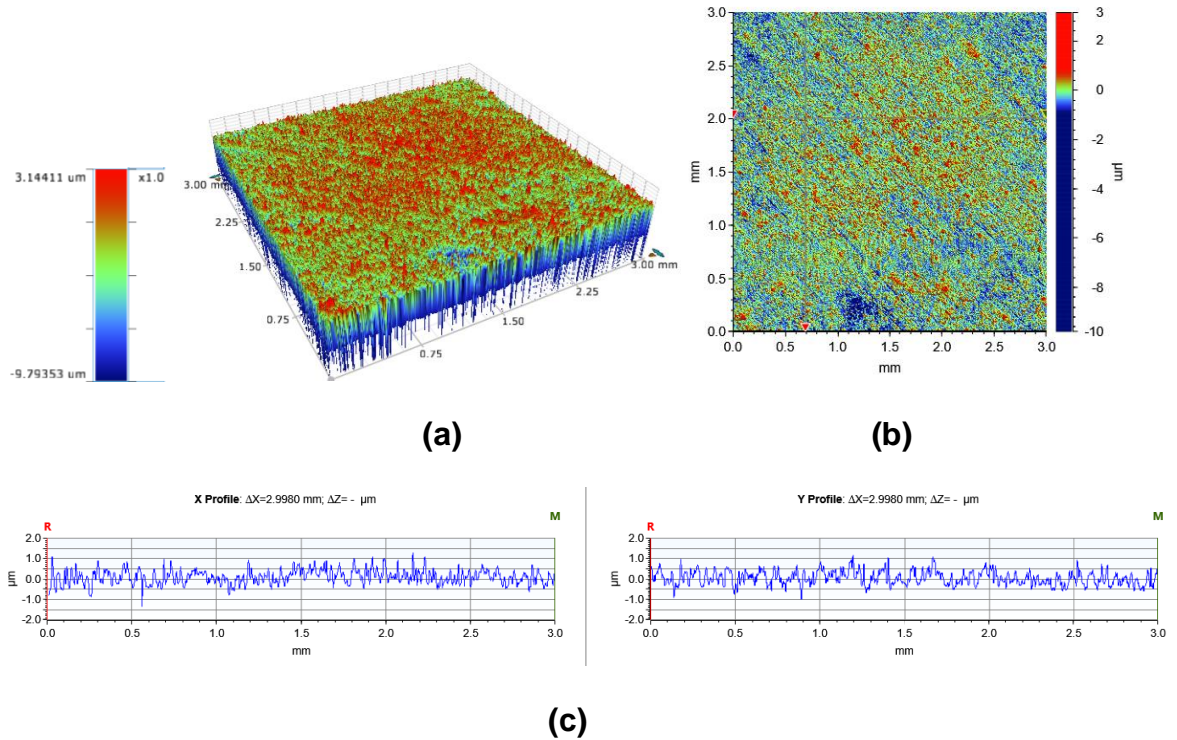 3.14411 um
x1.0
-9.79353 um
3.00 mm
2.25
1.50
0.75
0.75
1.50
2.25
3.00 mm
(a)
3.0
2.5
2.0
1.5
1.0
0.5
0.0
mm
0.0 0.5 1.0 1.5 2.0 2.5 3.0
mm
3
2
0
-2
-4
-6
-8
-10
µm
(b)
X Profile: ΔX=2.9980 mm; ΔZ= - µm
R
M
2.0
1.0
0.0
-1.0
-2.0
µm
0.0 0.5 1.0 1.5 2.0 2.5 3.0
mm
Y Profile: ΔX=2.9980 mm; ΔZ= - µm
R
M
2.0
1.0
0.0
-1.0
-2.0
µm
0.0 0.5 1.0 1.5 2.0 2.5 3.0
mm
(c)